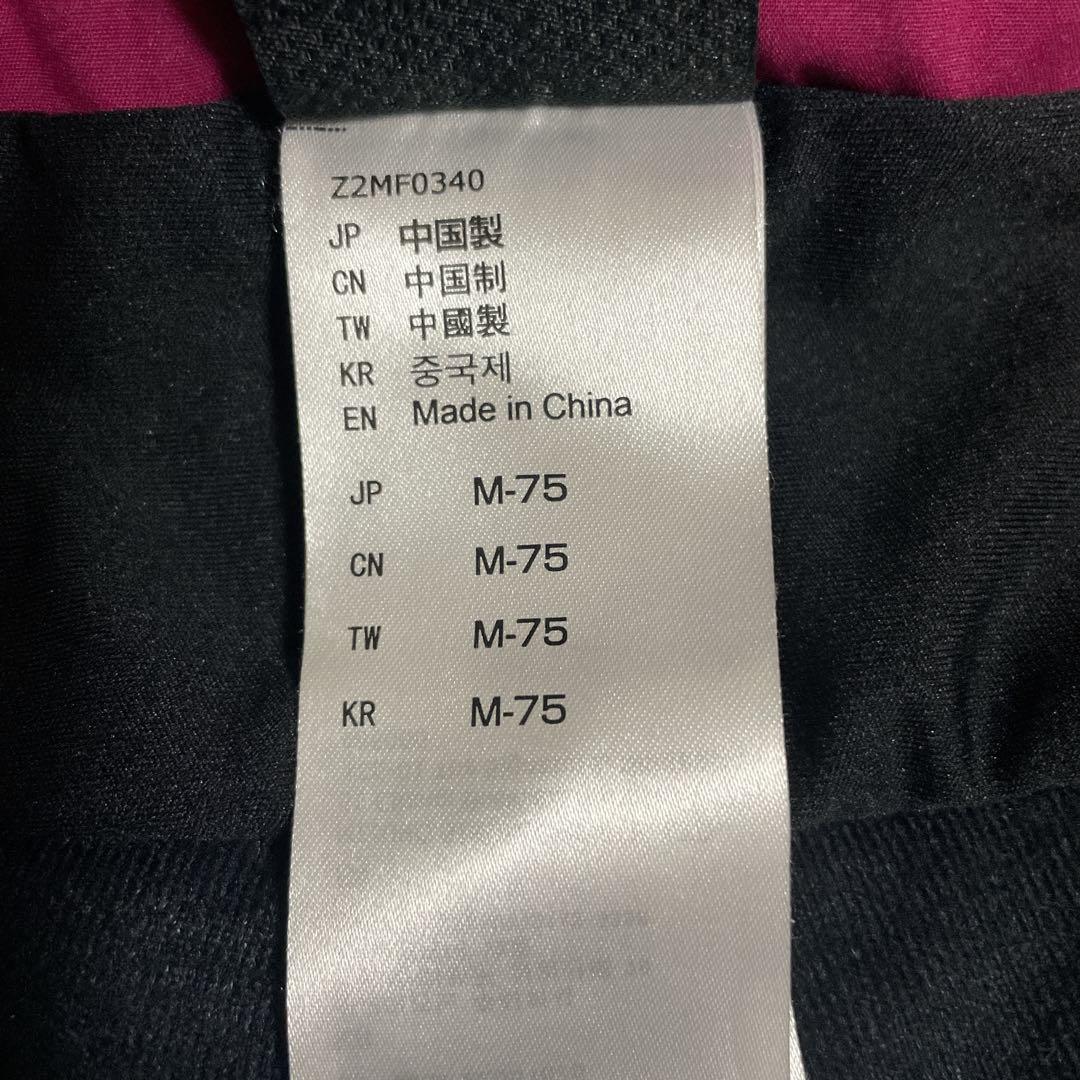 Z2MF0340
JP 中国製
CN 中国制
TW 中國製
KR 중국제
EN Made in China
JP M-75
CN M-75
TW M-75
KR M-75